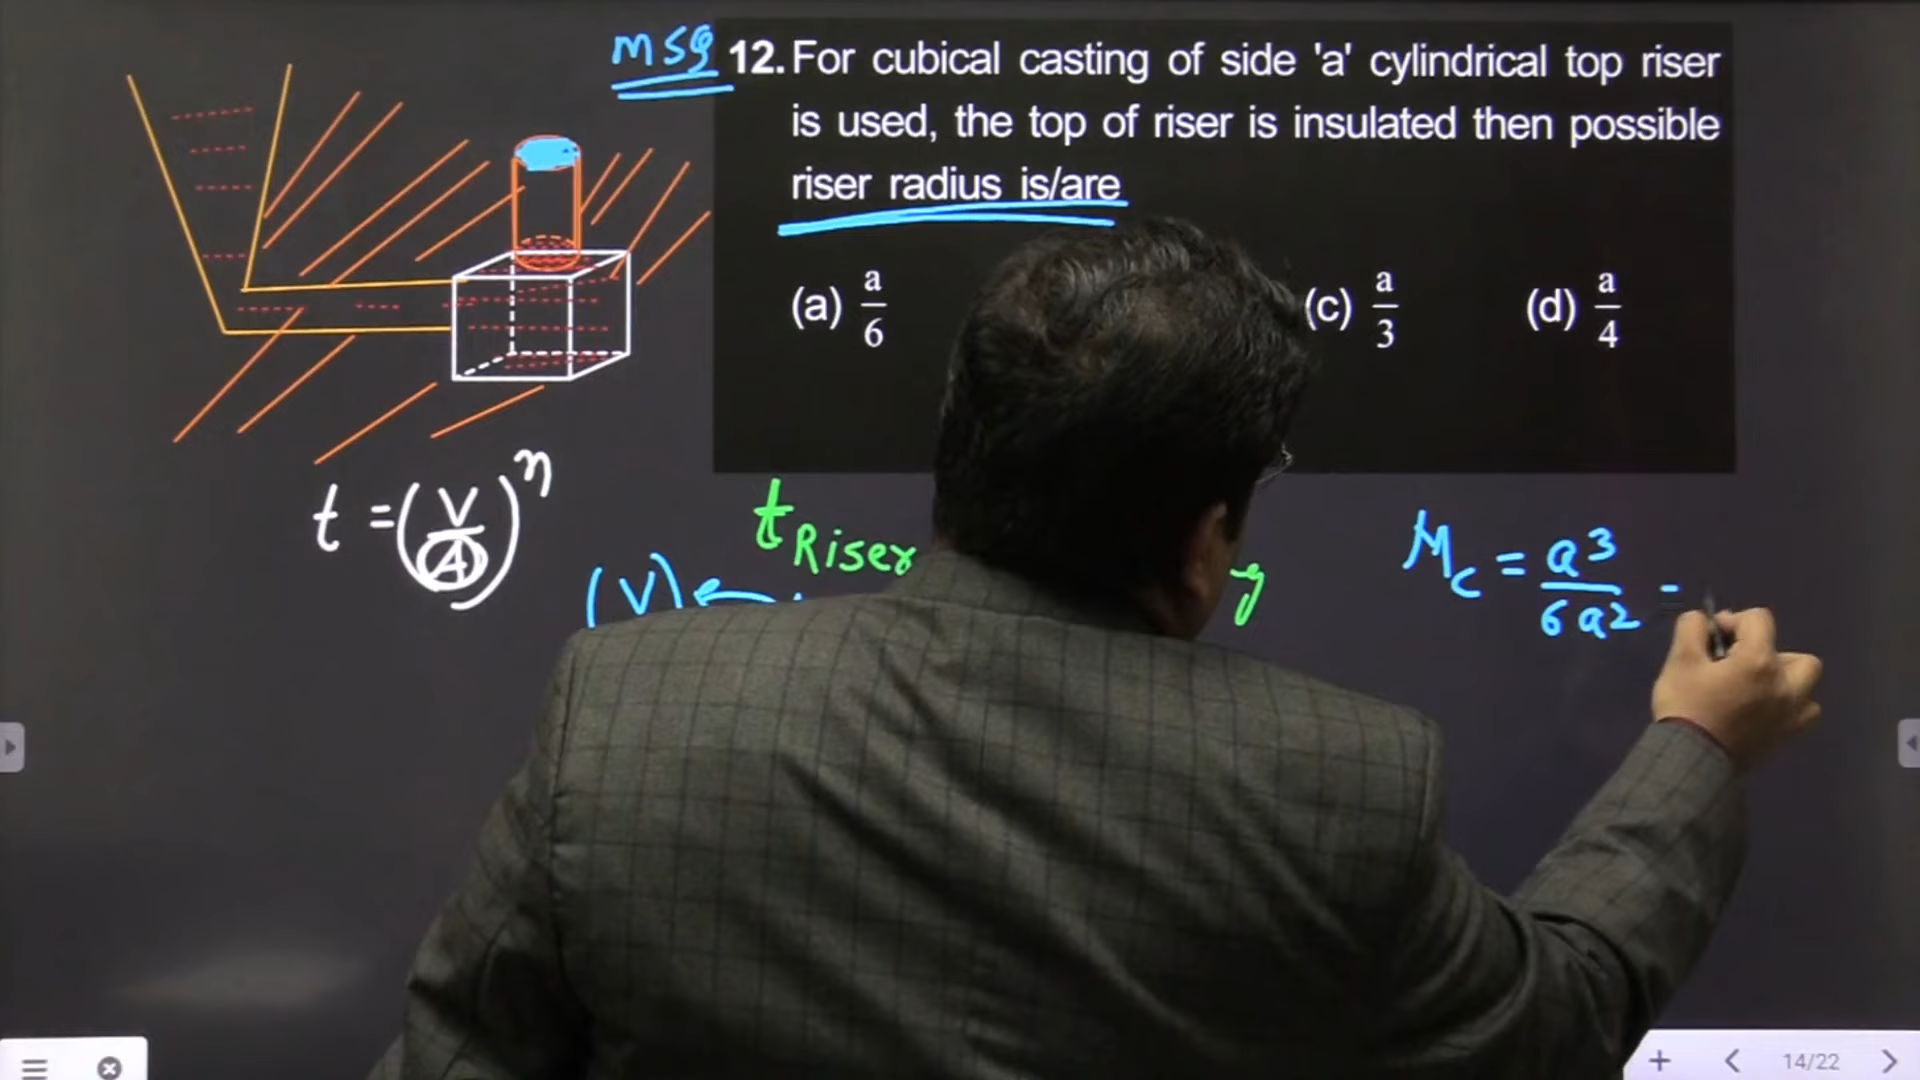 MSQ 12. For cubical casting of side 'a' cylindrical top riser
is used, the top of riser is insulated then possible
riser radius is/are
(a) a/6 (c) a/3 (d) a/4
t = (V/A)^n
t Riser
(V)
M_c = a^3/6a^2 =
14/22